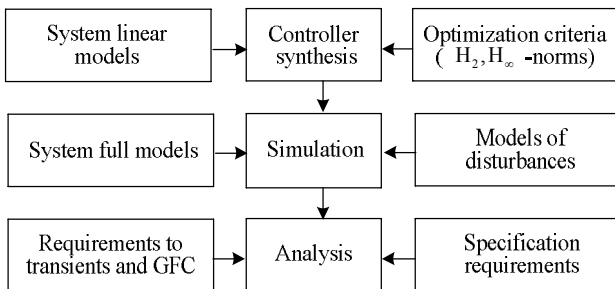 System linear
models
Controller
synthesis
Optimization criteria
( H₂,H∞ -norms)
System full models
Simulation
Models of
disturbances
Requirements to
transients and GFC
Analysis
Specification
requirements